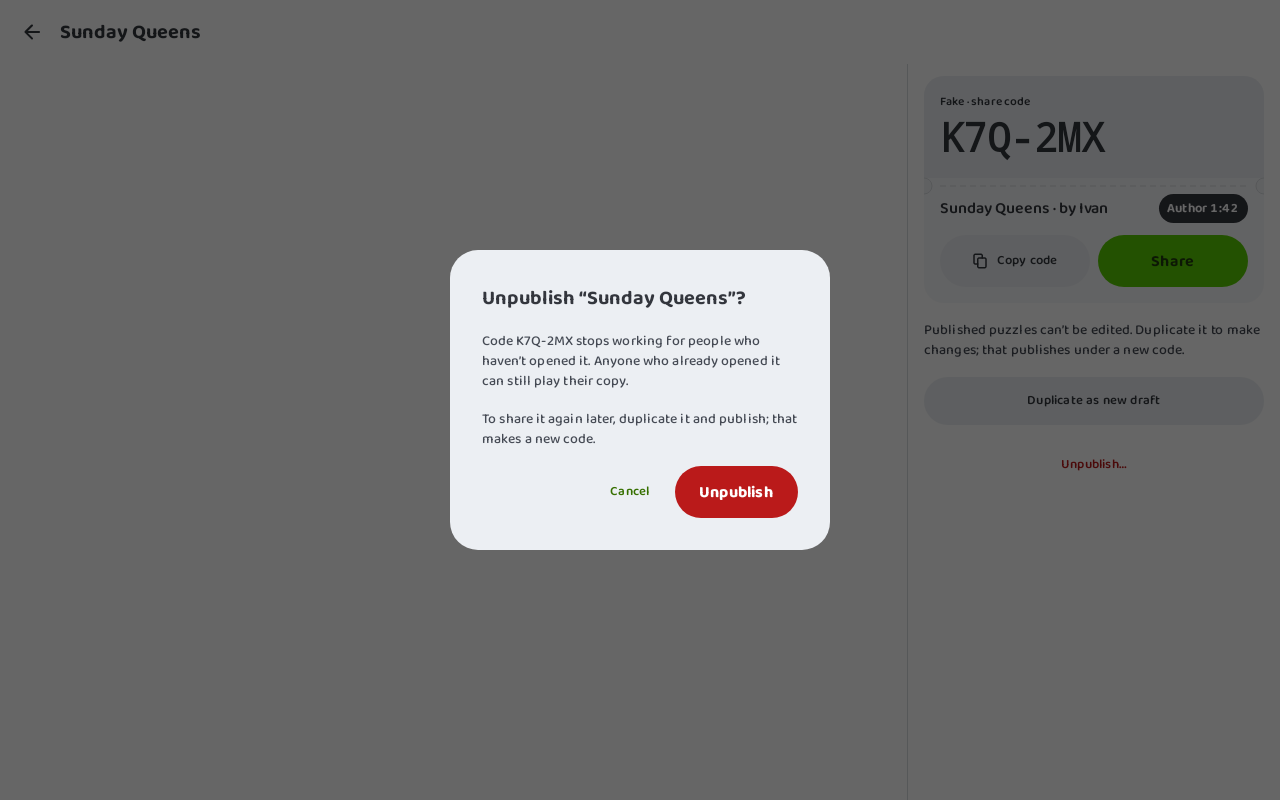 Sunday Queens
Fake · share code
K7Q-2MX
Sunday Queens · by Ivan
Author 1:42
Copy code
Share
Published puzzles can't be edited. Duplicate it to make
changes; that publishes under a new code.
Duplicate as new draft
Unpublish…
Unpublish “Sunday Queens”?
Code K7Q-2MX stops working for people who
haven't opened it. Anyone who already opened it
can still play their copy.
To share it again later, duplicate it and publish; that
makes a new code.
Cancel
Unpublish